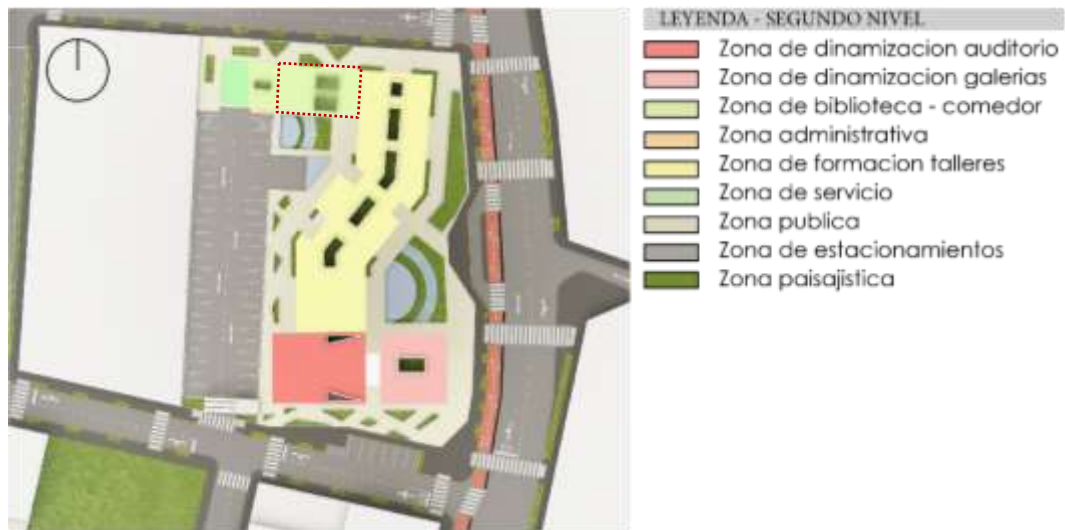 LEYENDA - SEGUNDO NIVEL
Zona de dinamizacion auditorio
Zona de dinamizacion galerias
Zona de biblioteca - comedor
Zona administrativa
Zona de formacion talleres
Zona de servicio
Zona publica
Zona de estacionamientos
Zona paisajistica